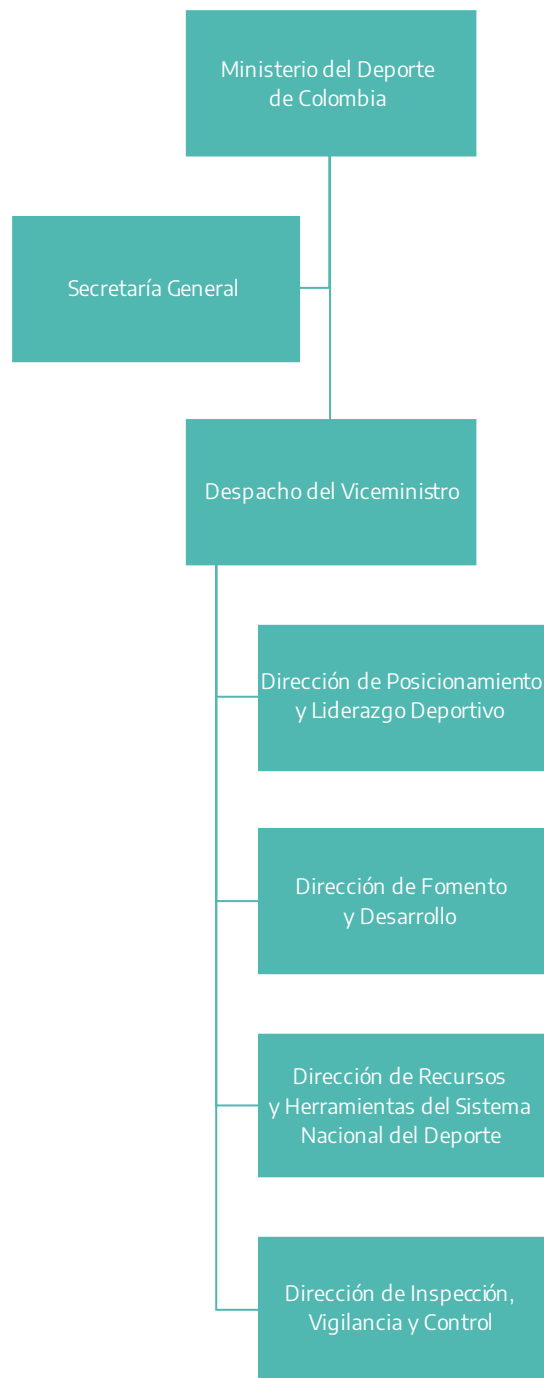 Ministerio del Deporte
de Colombia
Secretaría General
Despacho del Viceministro
Dirección de Posicionamiento
y Liderazgo Deportivo
Dirección de Fomento
y Desarrollo
Dirección de Recursos
y Herramientas del Sistema
Nacional del Deporte
Dirección de Inspección,
Vigilancia y Control